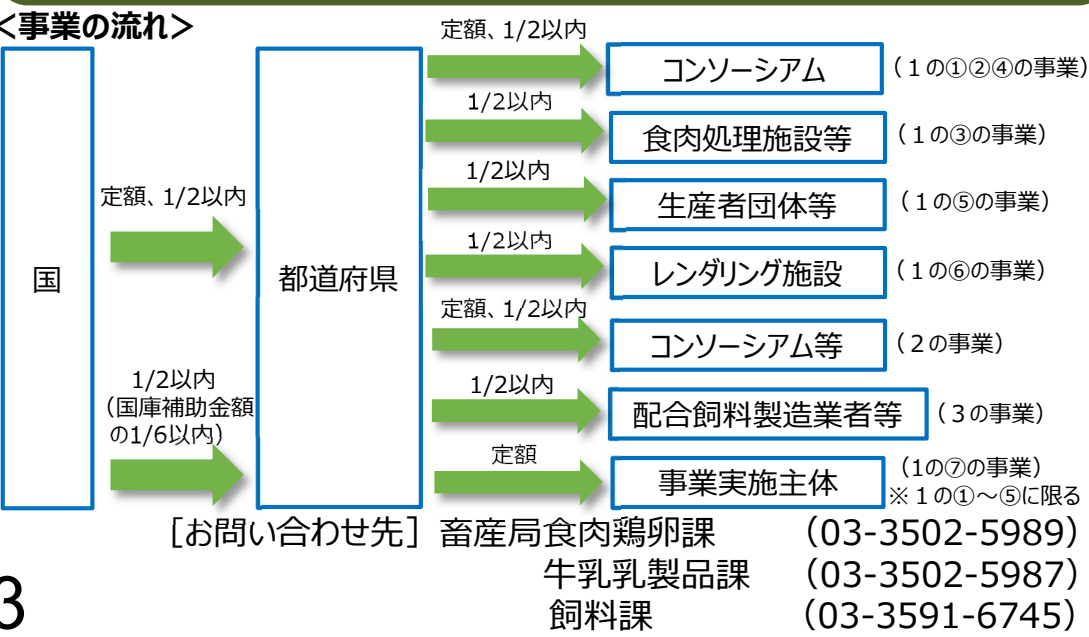 <事業の流れ>
国
定額、1/2以内
1/2以内
（国庫補助金額
の1/6以内）
都道府県
定額、1/2以内
コンソーシアム
（１の①②④の事業）
1/2以内
食肉処理施設等
（１の③の事業）
1/2以内
生産者団体等
（１の⑤の事業）
1/2以内
レンダリング施設
（１の⑥の事業）
定額、1/2以内
コンソーシアム等
（２の事業）
1/2以内
配合飼料製造業者等
（３の事業）
定額
事業実施主体
（1の⑦の事業）
※１の①～⑤に限る
［お問い合わせ先］畜産局食肉鶏卵課 （03-3502-5989）
牛乳乳製品課 （03-3502-5987）
飼料課 （03-3591-6745）
3